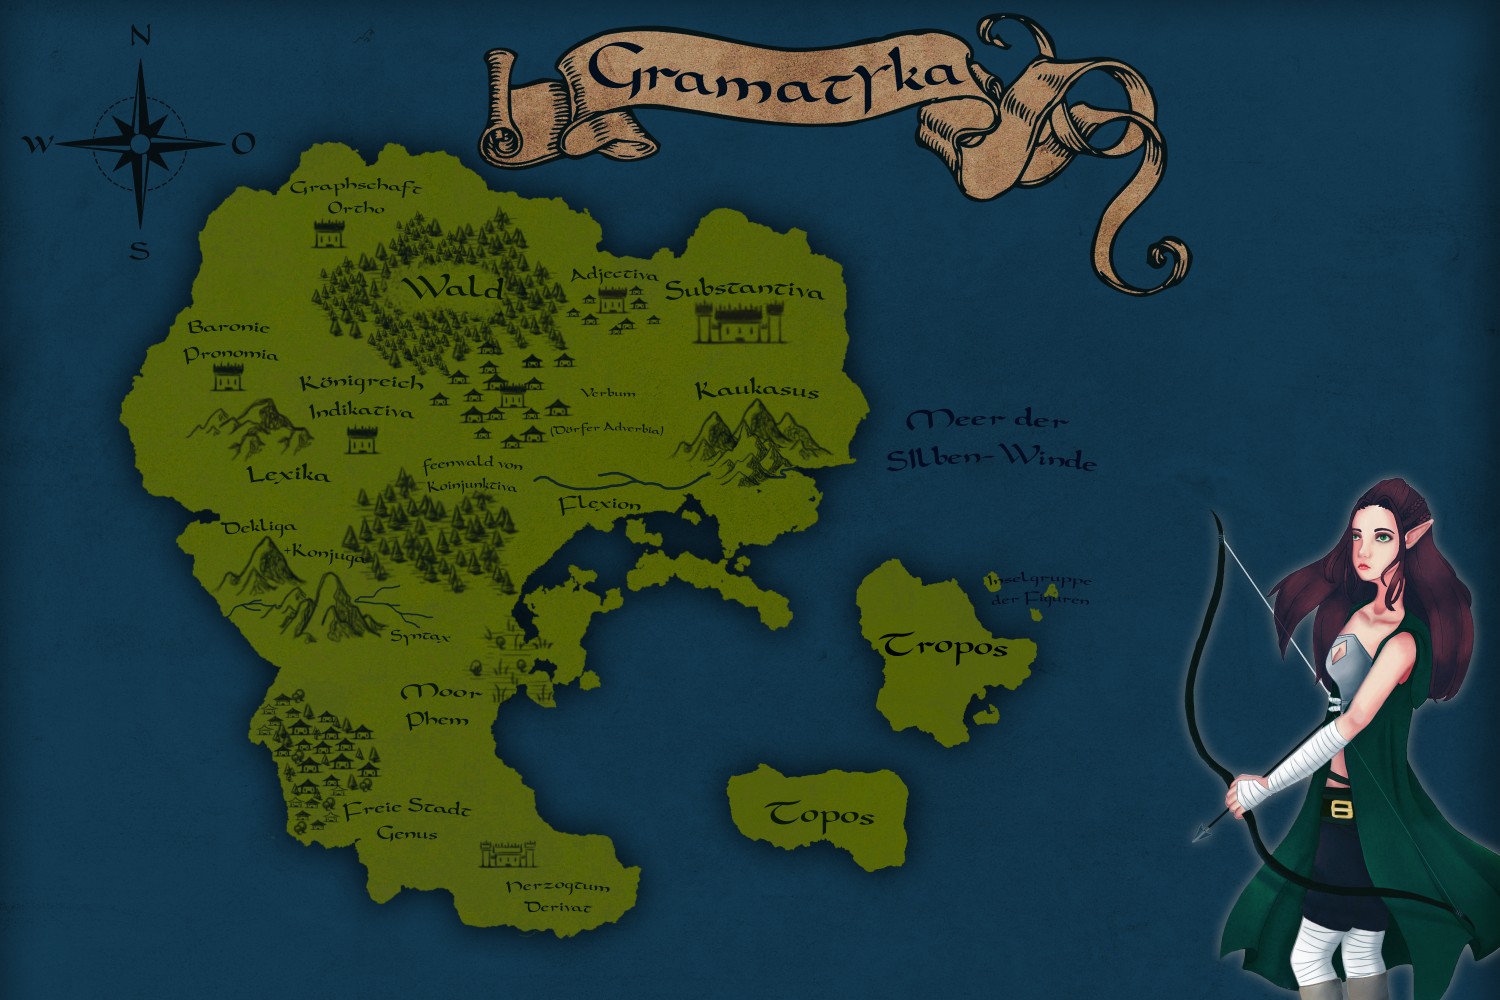 N
Gramatyka
W
O
S
Graphschaft
Ortho
Wald
Adjectiva
Substantiva
Baronie
Pronomia
Königreich
Indikativa
Verbum
(Dörfer Adverbia)
Kaukasus
Meer der
SIlben-Winde
Lexika
feenwald von
Koinjunktiva
Flexion
Dekliga
+Konjuga
Syntax
Inselgruppe
der Figuren
Tropos
Moor
Phem
Freie Stadt
Genus
Topos
Herzogtum
Derivat